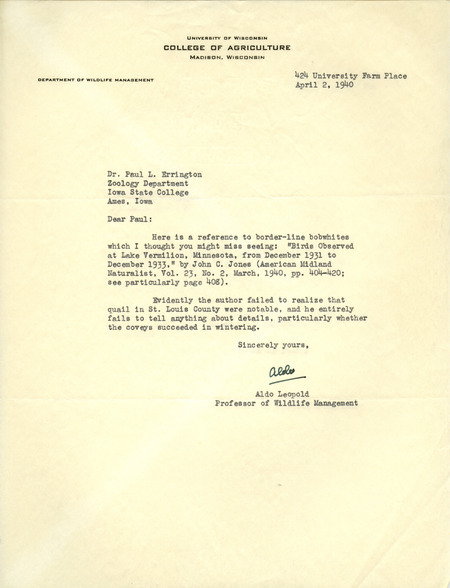 University of Wisconsin
COLLEGE OF AGRICULTURE
Madison, Wisconsin
DEPARTMENT OF WILDLIFE MANAGEMENT
424 University Farm Place
April 2, 1940
Dr. Paul L. Errington
Zoology Department
Iowa State College
Ames, Iowa
Dear Paul:
Here is a reference to border-line bobwhites
which I thought you might miss seeing: "Birds Observed
at Lake Vermilion, Minnesota, from December 1931 to
December 1933," by John C. Jones (American Midland
Naturalist, Vol. 23, No. 2, March, 1940, pp. 404-420;
see particularly page 408).
Evidently the author failed to realize that
quail in St. Louis County were notable, and he entirely
fails to tell anything about details, particularly whether
the coveys succeeded in wintering.
Sincerely yours,
Aldo
Aldo Leopold
Professor of Wildlife Management